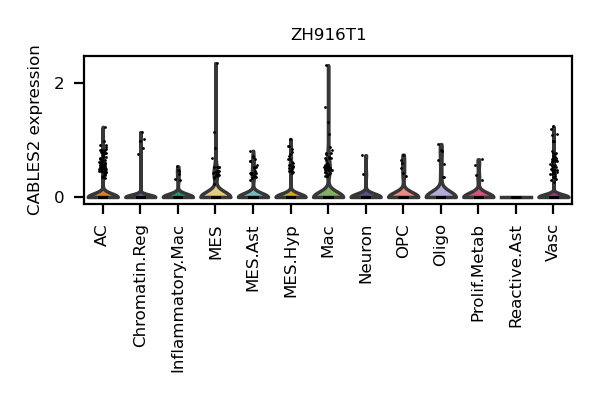 ZH916T1
CABLES2 expression
2
0
AC
Chromatin.Reg
Inflammatory.Mac
MES
MES.Ast
MES.Hyp
Mac
Neuron
OPC
Oligo
Prolif.Metab
Reactive.Ast
Vasc